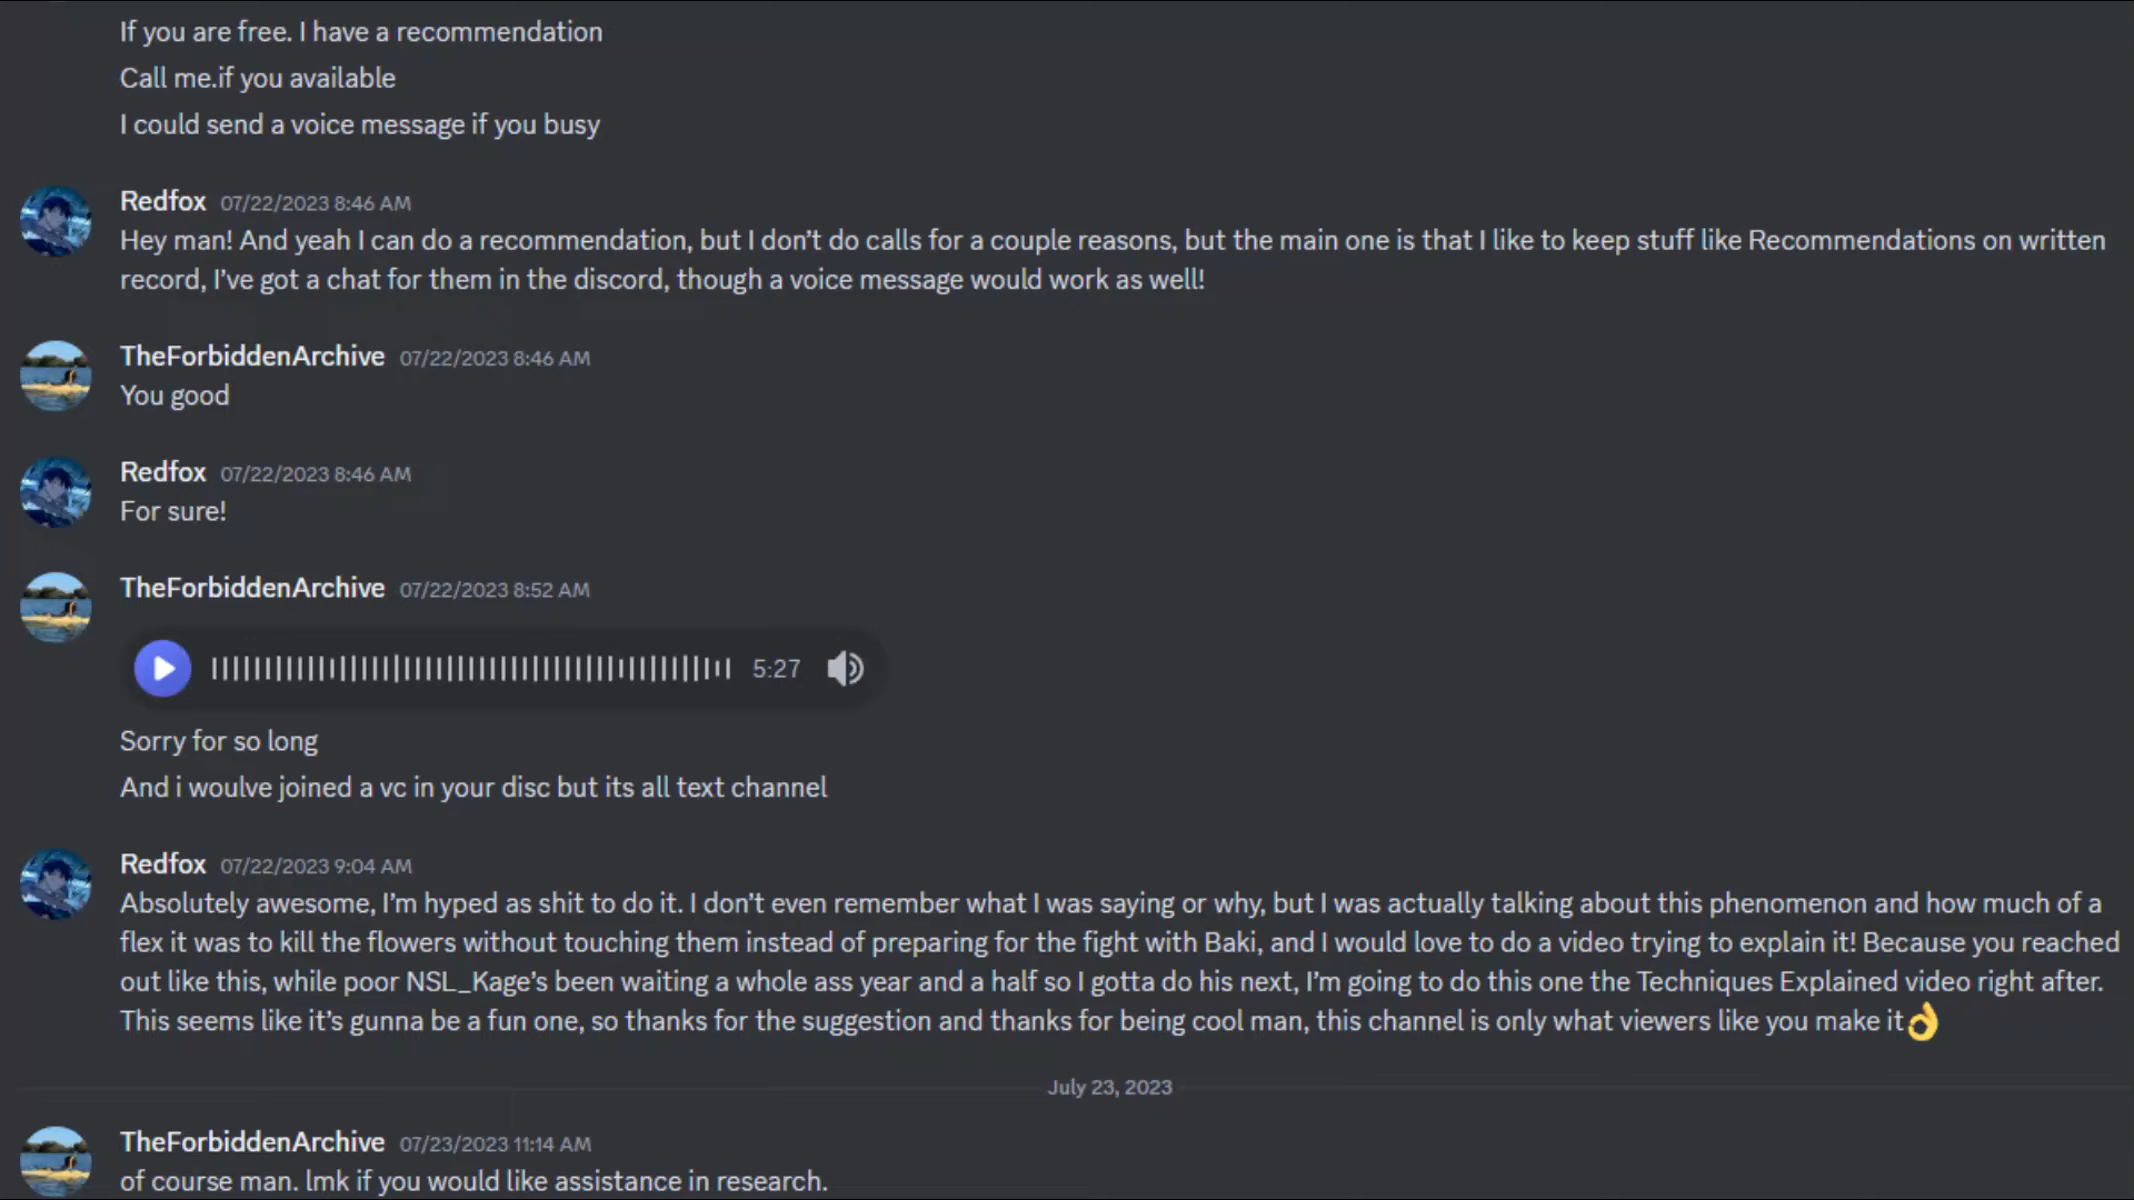 If you are free. I have a recommendation
Call me.if you available
I could send a voice message if you busy
Redfox 07/22/2023 8:46 AM
Hey man! And yeah I can do a recommendation, but I don't do calls for a couple reasons, but the main one is that I like to keep stuff like Recommendations on written
record, I've got a chat for them in the discord, though a voice message would work as well!
TheForbiddenArchive 07/22/2023 8:46 AM
You good
Redfox 07/22/2023 8:46 AM
For sure!
TheForbiddenArchive 07/22/2023 8:52 AM
5:27
Sorry for so long
And i woulve joined a vc in your disc but its all text channel
Redfox 07/22/2023 9:04 AM
Absolutely awesome, I'm hyped as shit to do it. I don't even remember what I was saying or why, but I was actually talking about this phenomenon and how much of a
flex it was to kill the flowers without touching them instead of preparing for the fight with Baki, and I would love to do a video trying to explain it! Because you reached
out like this, while poor NSL_Kage's been waiting a whole ass year and a half so I gotta do his next, I'm going to do this one the Techniques Explained video right after.
This seems like it's gunna be a fun one, so thanks for the suggestion and thanks for being cool man, this channel is only what viewers like you make it👌
July 23, 2023
TheForbiddenArchive 07/23/2023 11:14 AM
of course man. lmk if you would like assistance in research.